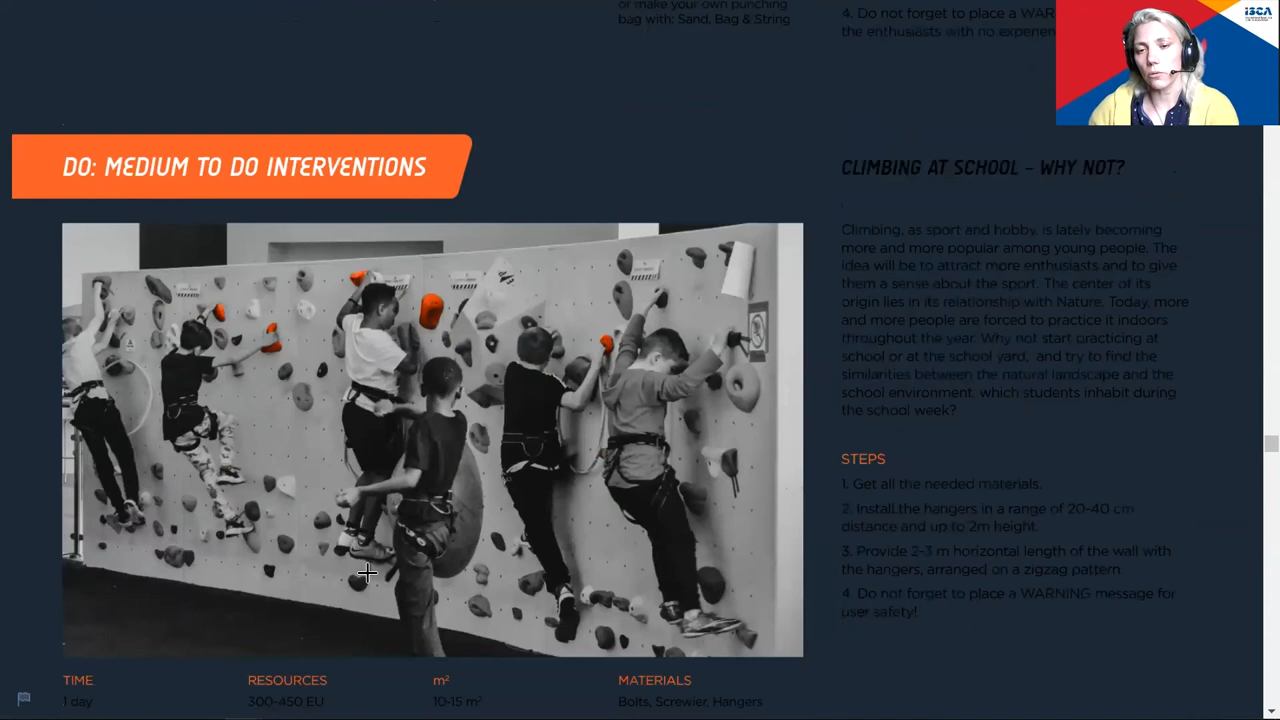 or make your own punching
bag with: Sand, Bag & String
4. Do not forget to place a WAR
the enthusiasts with no experien
ISCA
DO: MEDIUM TO DO INTERVENTIONS
CLIMBING AT SCHOOL - WHY NOT?
Climbing, as sport and hobby, is lately becoming
more and more popular among young people. The
idea will be to attract more enthusiasts and to give
them a sense about the sport. The center of its
origin lies in its relationship with Nature. Today, more
and more people are forced to practice it indoors
throughout the year. Why not start practicing at
school or at the school yard, and try to find the
similarities between the natural landscape and the
school environment, which students inhabit during
the school week?
STEPS
1. Get all the needed materials.
2. Install the hangers in a range of 20-40 cm
distance and up to 2m height.
3. Provide 2-3 m horizontal length of the wall with
the hangers, arranged on a zigzag pattern
4. Do not forget to place a WARNING message for
user safety!
TIME
1 day
RESOURCES
300-450 EU
m²
10-15 m²
MATERIALS
Bolts, Screwier, Hangers